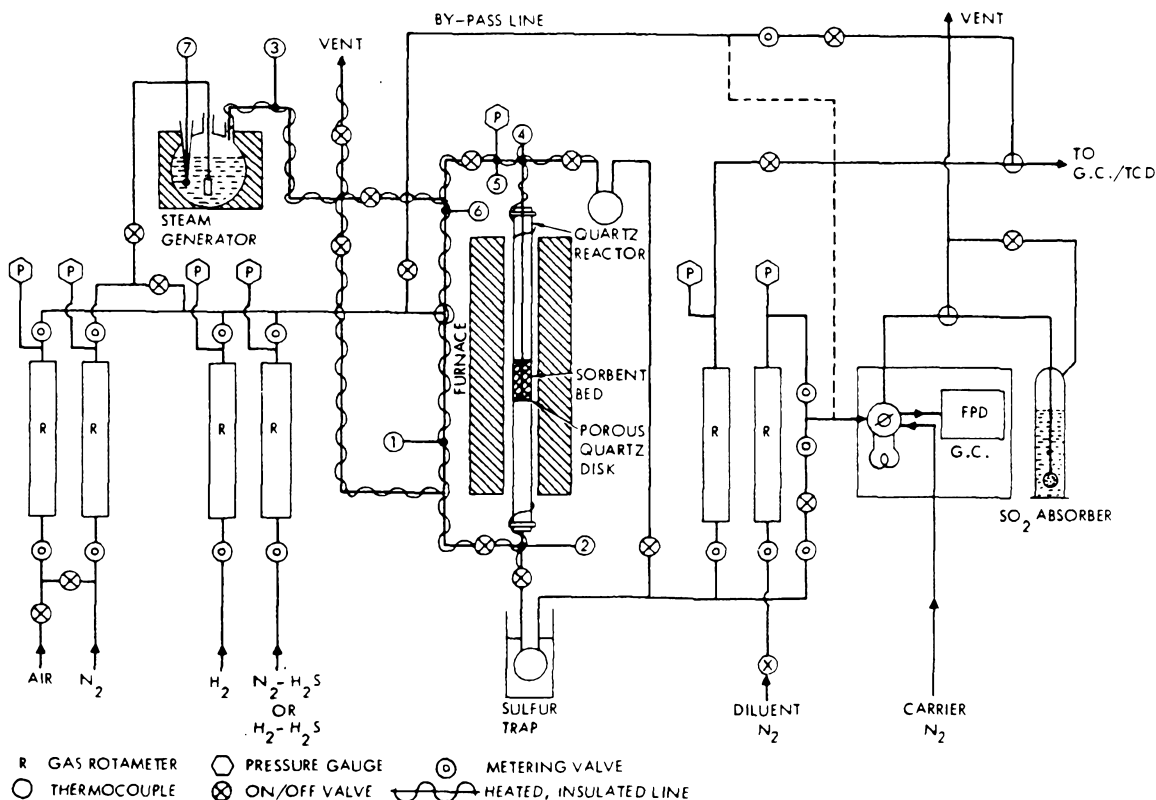 BY-PASS LINE
VENT
VENT
7
3
P
4
5
6
TO
G.C./TCD
STEAM
GENERATOR
QUARTZ
REACTOR
P
P
P
P
P
P
FURNACE
SORBENT
BED
R
R
R
R
R
R
FPD
G.C.
POROUS
QUARTZ
DISK
1
2
SO2 ABSORBER
AIR
N2
H2
N2-H2S
OR
H2-H2S
SULFUR
TRAP
DILUENT
N2
CARRIER
N2
R GAS ROTAMETER
PRESSURE GAUGE
METERING VALVE
THERMOCOUPLE
ON/OFF VALVE
HEATED, INSULATED LINE